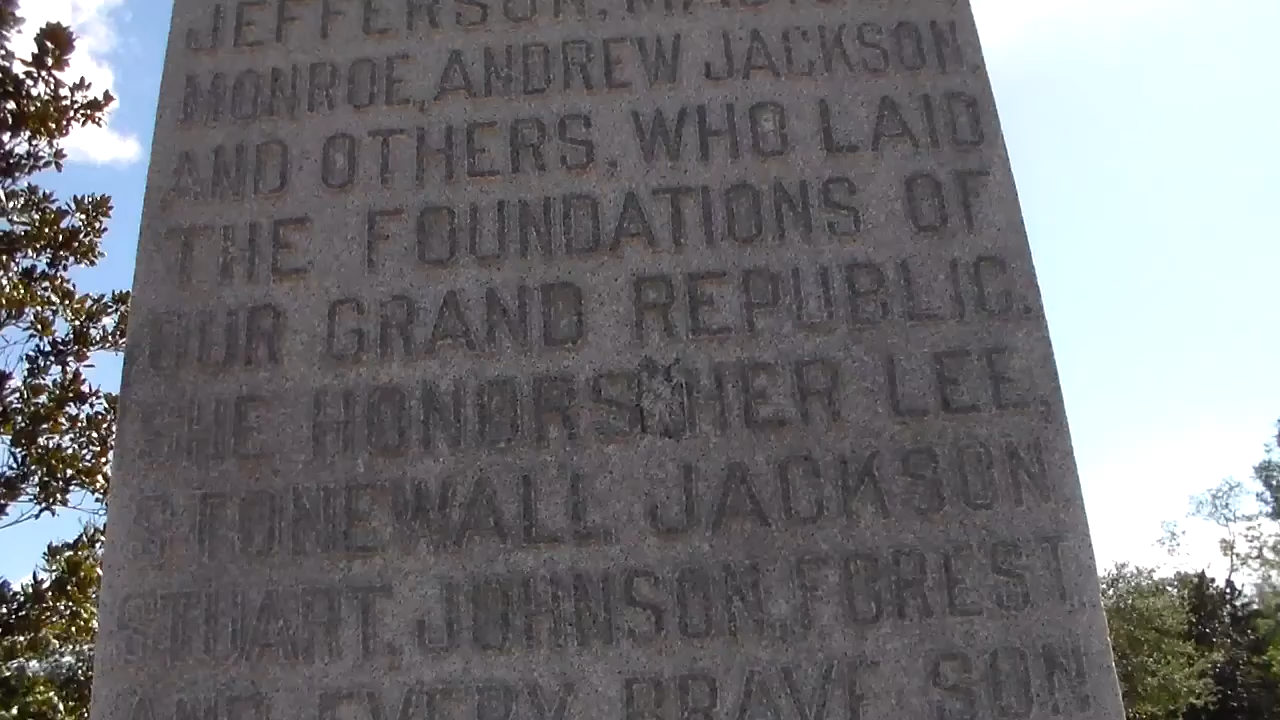 JEFFERSON, MADISON,
MONROE, ANDREW JACKSON,
AND OTHERS, WHO LAID
THE FOUNDATIONS OF
OUR GRAND REPUBLIC.
SHE HONORS HER LEE,
STONEWALL JACKSON
STUART, JOHNSON, FOREST,
AND EVERY BRAVE SON